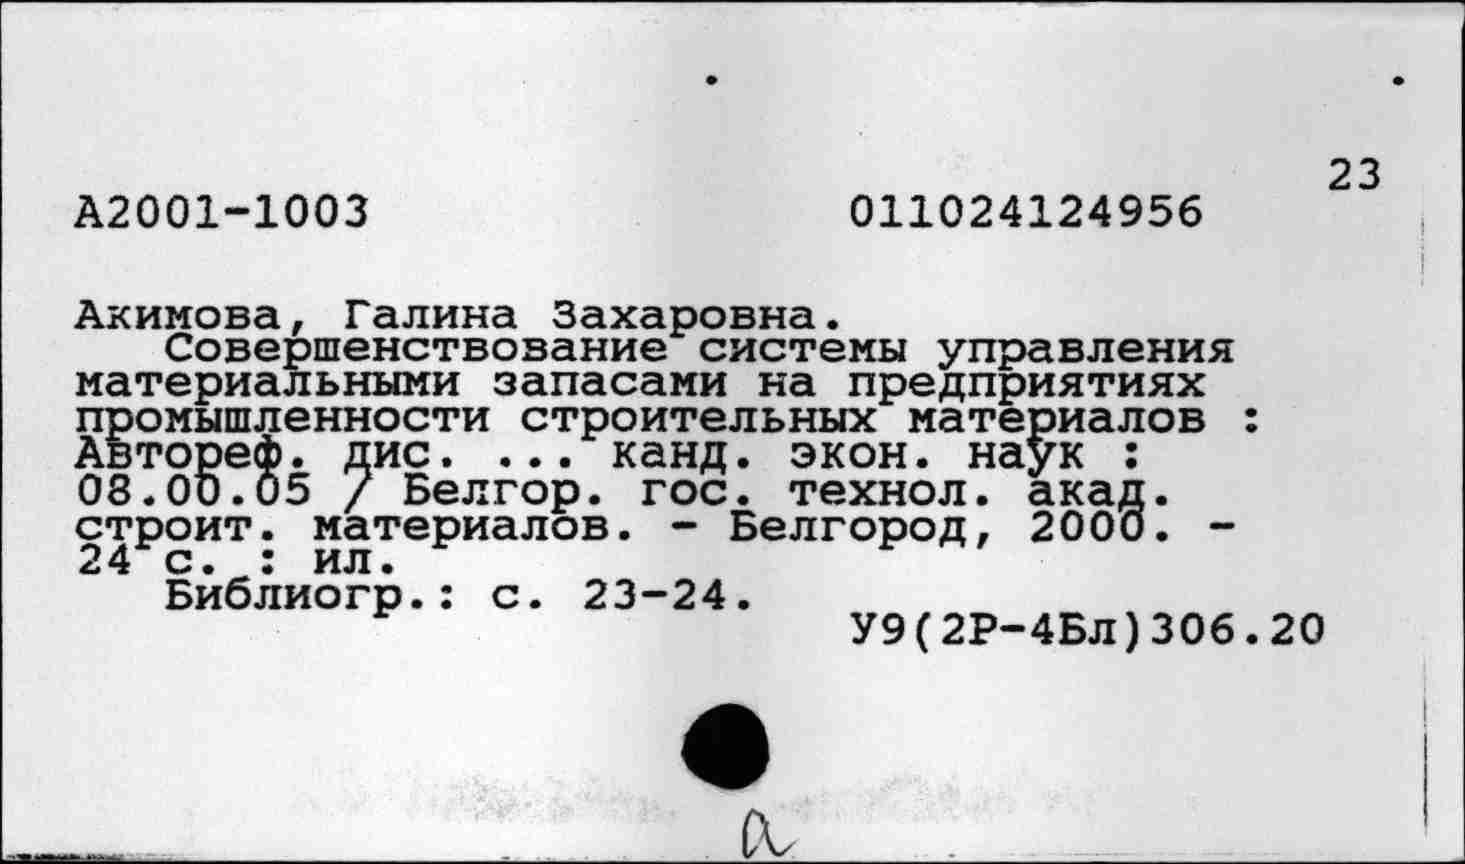 23
А2001-1003 011024124956
Акимова, Галина Захаровна.
Совершенствование системы управления
материальными запасами на предприятиях
промышленности строительных материалов :
Автореф. дис. ... канд. экон. наук :
08.00.05 / Белгор. гос. технол. акад.
строит. материалов. - Белгород, 2000. -
24 с. : ил.
Библиогр.: с. 23-24.
У9(2Р-4Бл)306.20
а